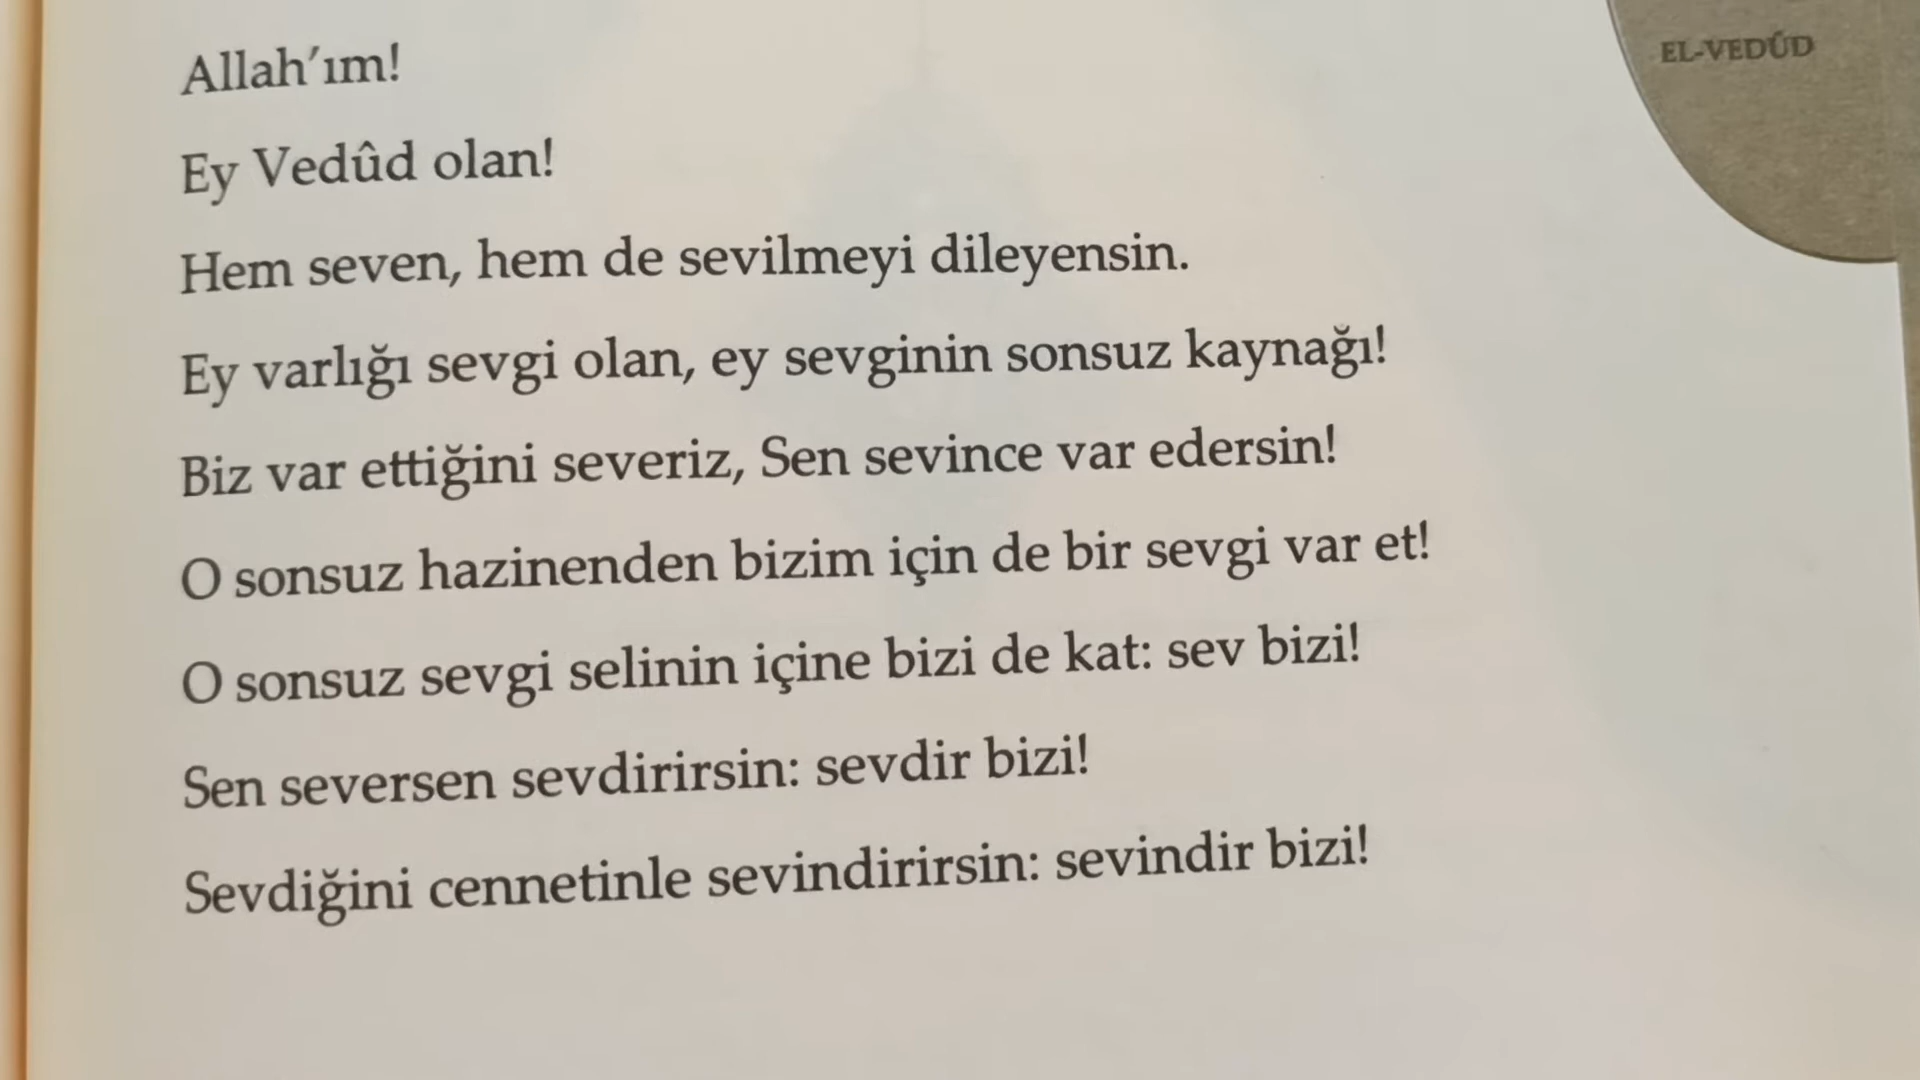 EL-VEDÛD
Allah'ım!
Ey Vedûd olan!
Hem seven, hem de sevilmeyi dileyensin.
Ey varlığı sevgi olan, ey sevginin sonsuz kaynağı!
Biz var ettiğini severiz, Sen sevince var edersin!
O sonsuz hazinenden bizim için de bir sevgi var et!
O sonsuz sevgi selinin içine bizi de kat: sev bizi!
Sen seversen sevdirirsin: sevdir bizi!
Sevdiğini cennetinle sevindirirsin: sevindir bizi!